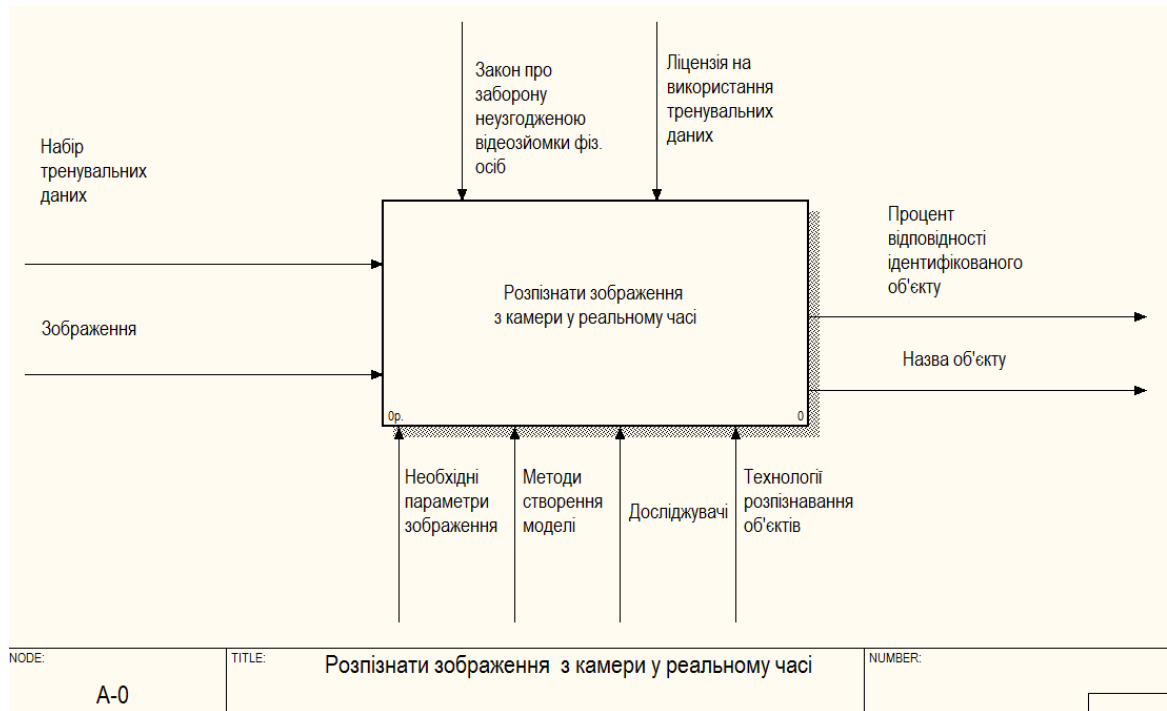 Закон про
заборону
неузгодженою
відеозйомки фіз.
осіб
Ліцензія на
використання
тренувальних
даних
Набір
тренувальних
даних
Процент
відповідності
ідентифікованого
об'єкту
Розпізнати зображення
з камери у реальному часі
Зображення
Назва об'єкту
0р.
0
Необхідні
параметри
зображення
Методи
створення
моделі
Досліджувачі
Технології
розпізнавання
об'єктів
NODE:
A-0
TITLE:
Розпізнати зображення з камери у реальному часі
NUMBER: